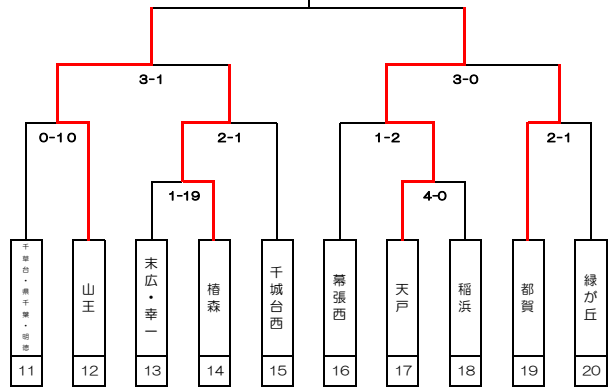 3-1
3-0
0-10
2-1
1-2
2-1
1-19
4-0
千草台・県千葉・明徳
山王
末広・幸一
椿森
千城台西
幕張西
天戸
稲浜
都賀
緑が丘
11
12
13
14
15
16
17
18
19
20